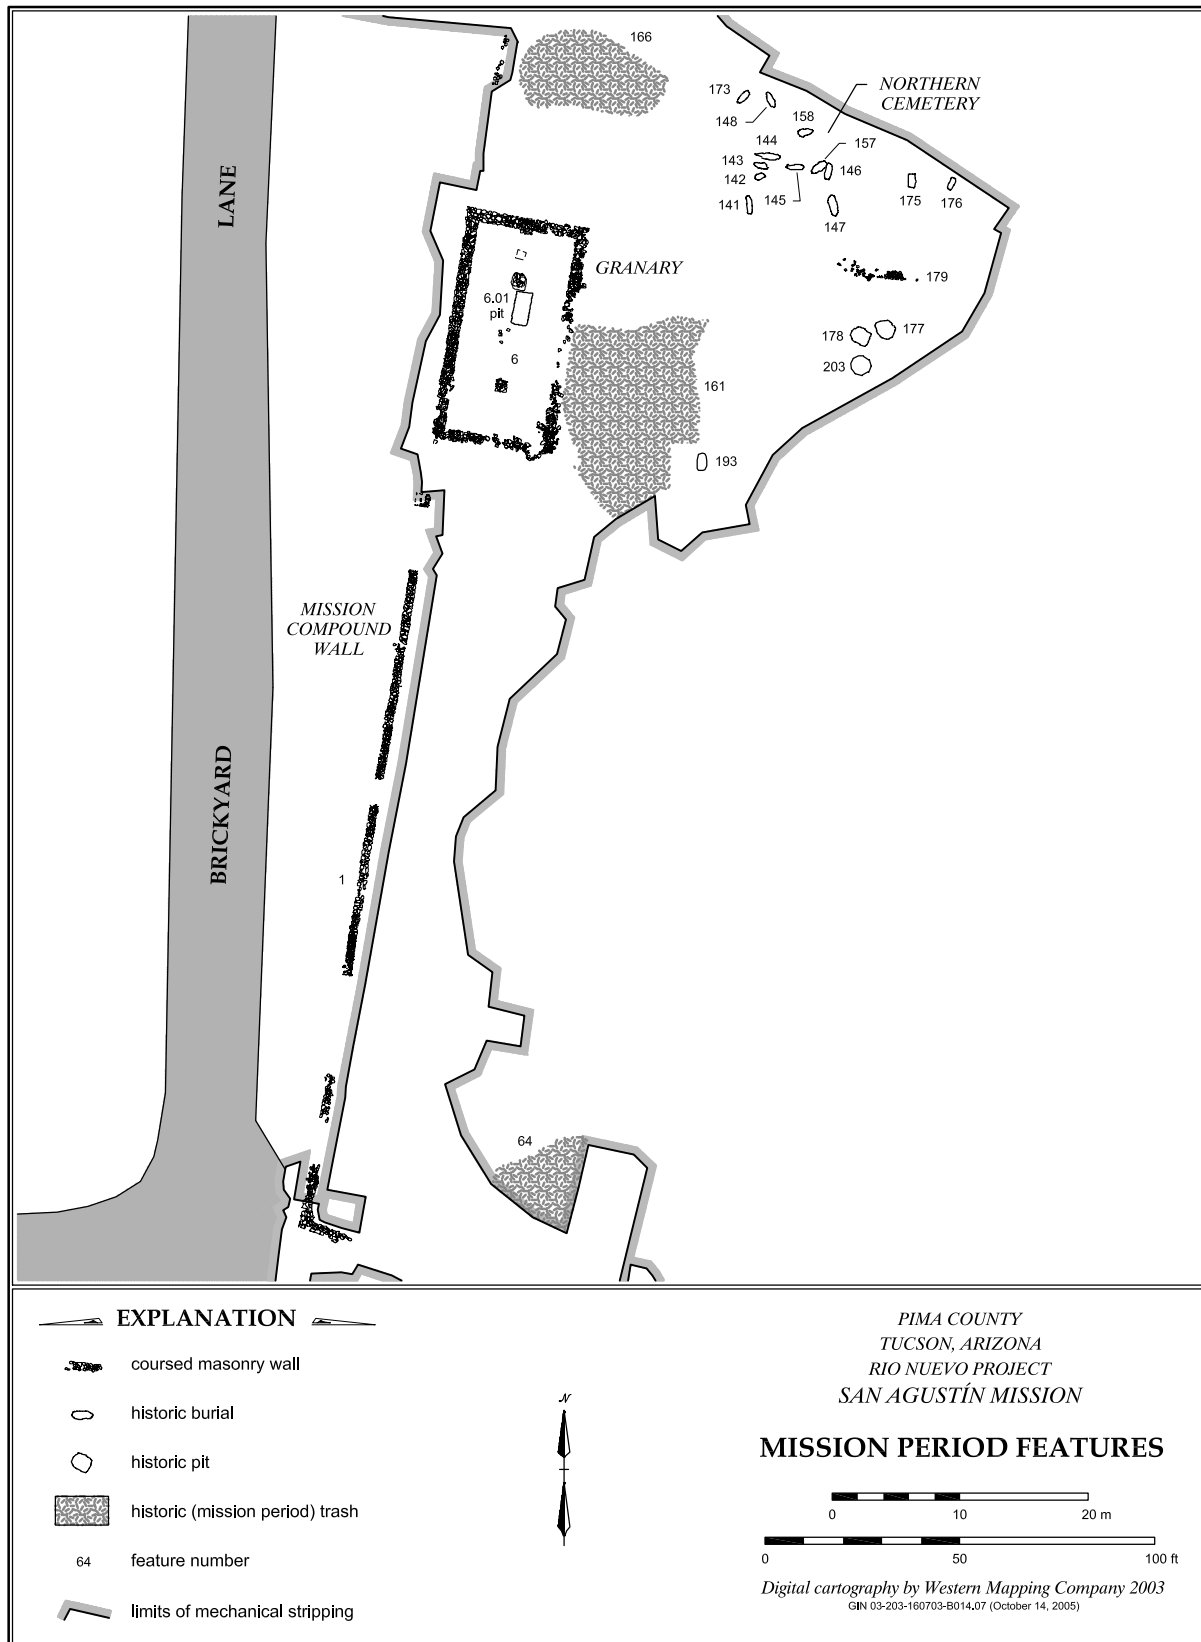 166
NORTHERN
CEMETERY
173
148
158
157
144
143
146
142
LANE
141
145
175
176
147
GRANARY
179
6.01
pit
178
177
6
203
161
193
MISSION
COMPOUND
WALL
BRICKYARD
1
64
EXPLANATION
coursed masonry wall
historic burial
historic pit
historic (mission period) trash
64 feature number
limits of mechanical stripping
N
PIMA COUNTY
TUCSON, ARIZONA
RIO NUEVO PROJECT
SAN AGUSTÍN MISSION
MISSION PERIOD FEATURES
0 10 20 m
0 50 100 ft
Digital cartography by Western Mapping Company 2003
GIN 03-203-160703-B014.07 (October 14, 2005)